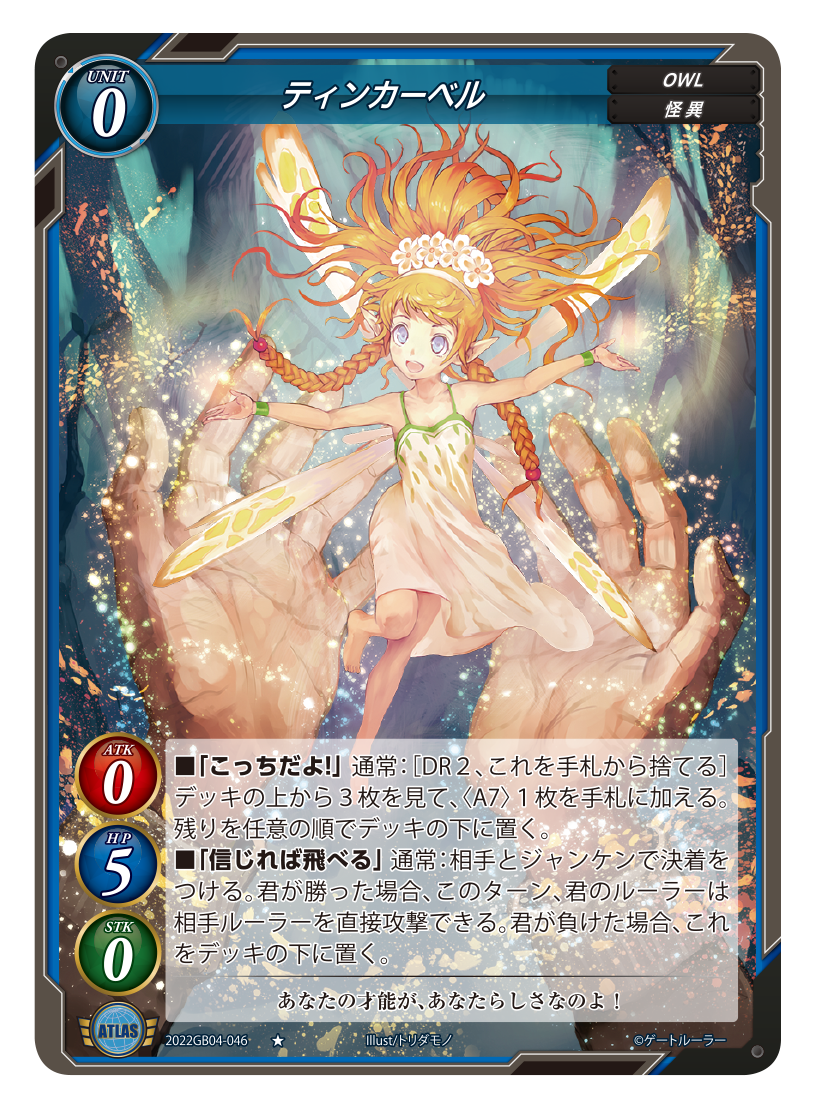 UNIT
0
ティンカーベル
OWL
怪異
ATK
0
HP
5
STK
0
■「こっちだよ!」 通常:[DR2、これを手札から捨てる]
デッキの上から3枚を見て、〈A7〉1枚を手札に加える。
残りを任意の順でデッキの下に置く。
■「信じれば飛べる」 通常:相手とジャンケンで決着を
つける。君が勝った場合、このターン、君のルーラーは
相手ルーラーを直接攻撃できる。君が負けた場合、これ
をデッキの下に置く。
あなたの才能が、あなたらしさなのよ!
ATLAS
2022GB04-046 ★ Illust/トリダモノ ©ゲートルーラー